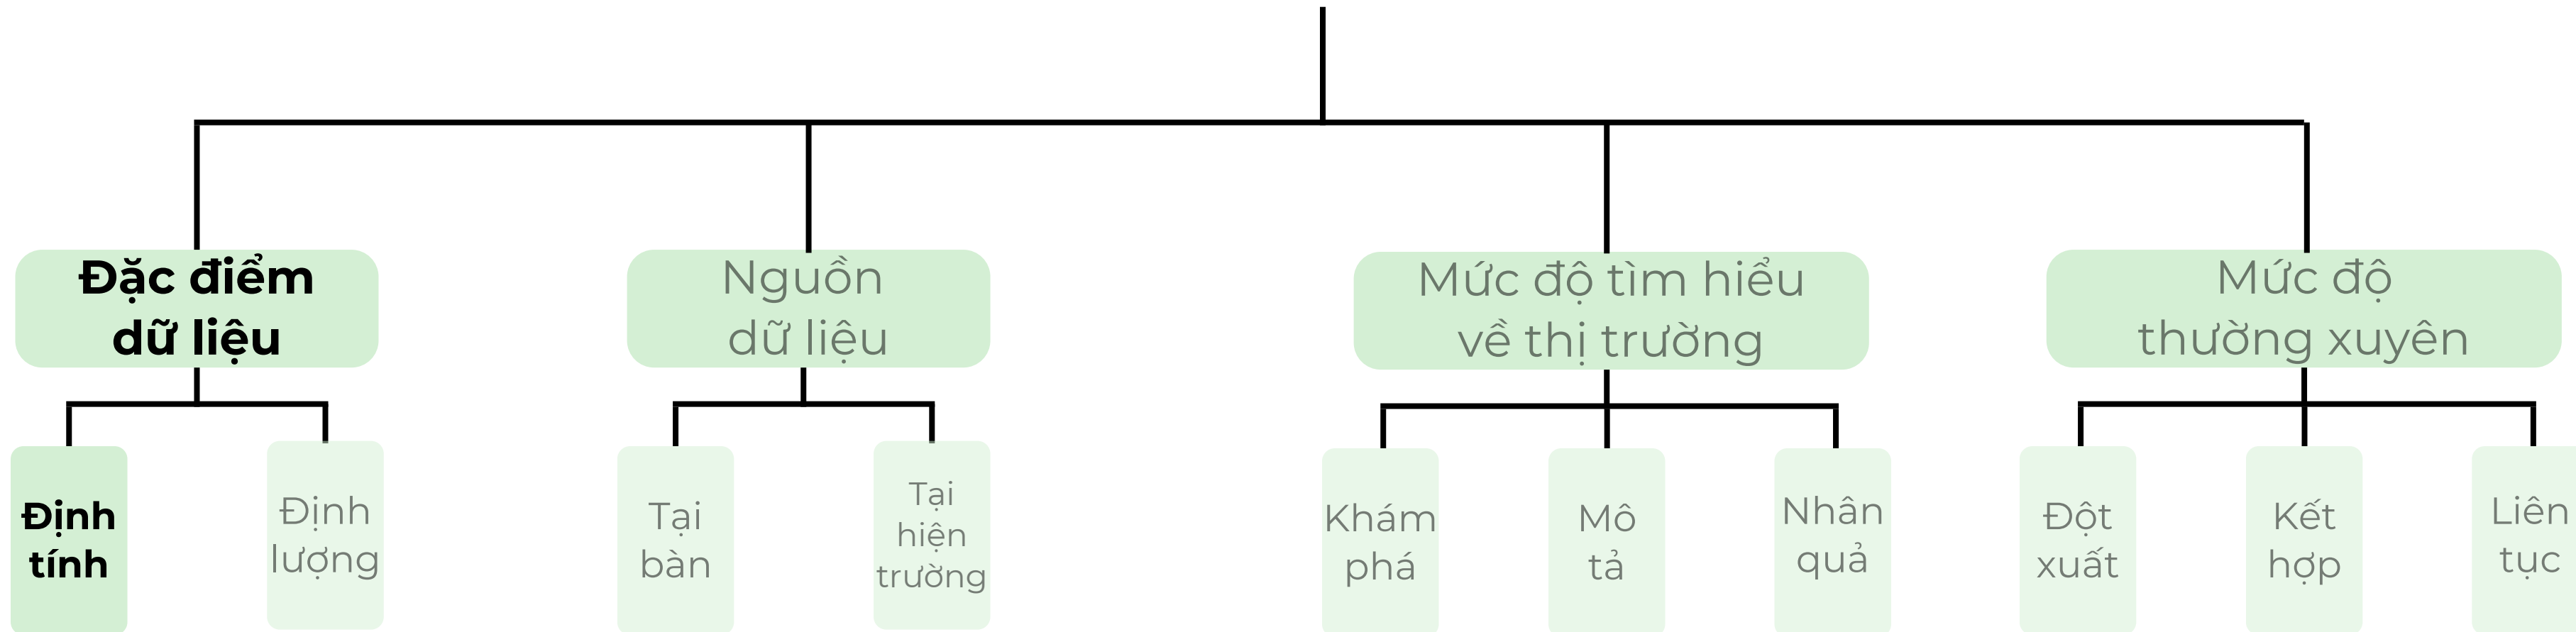 Đặc điểm
dữ liệu
Nguồn
dữ liệu
Mức độ tìm hiểu
về thị trường
Mức độ
thường xuyên
Định
tính
Định
lượng
Tại
bàn
Tại
hiện
trường
Khám
phá
Mô
tả
Nhân
quả
Đột
xuất
Kết
hợp
Liên
tục